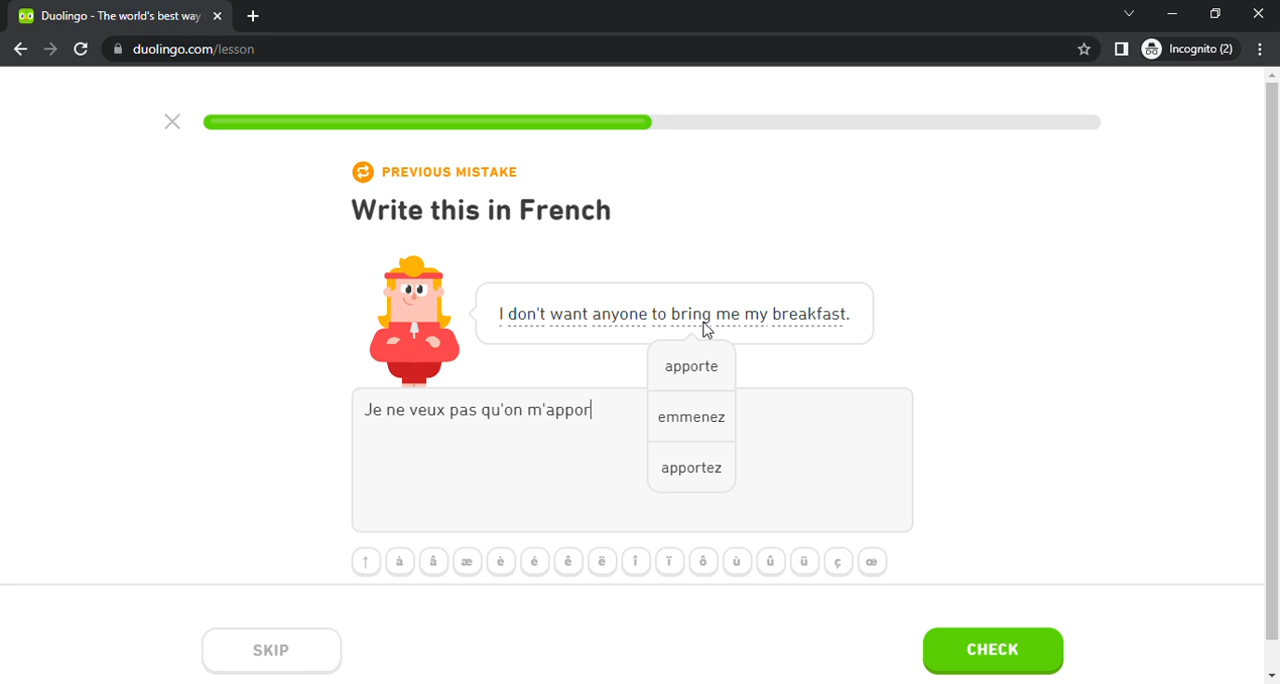 Duolingo - The world's best way
duolingo.com/lesson
Incognito (2)
PREVIOUS MISTAKE
Write this in French
I don't want anyone to bring me my breakfast.
apporte
emmenez
apportez
Je ne veux pas qu'on m'appor
↑ à â æ è é ê ë î ï ô ù û ü ç œ
SKIP
CHECK